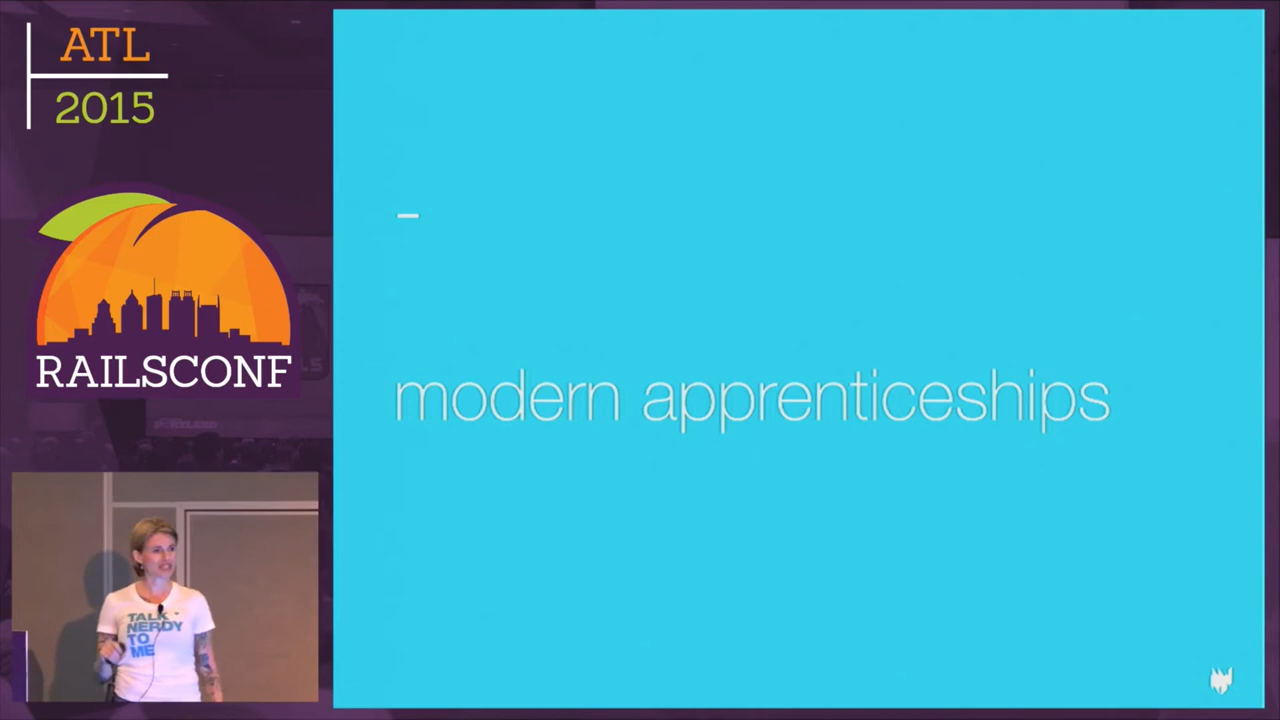 ATL
2015
RAILSCONF
modern apprenticeships
TALK
NERDY
TO
ME